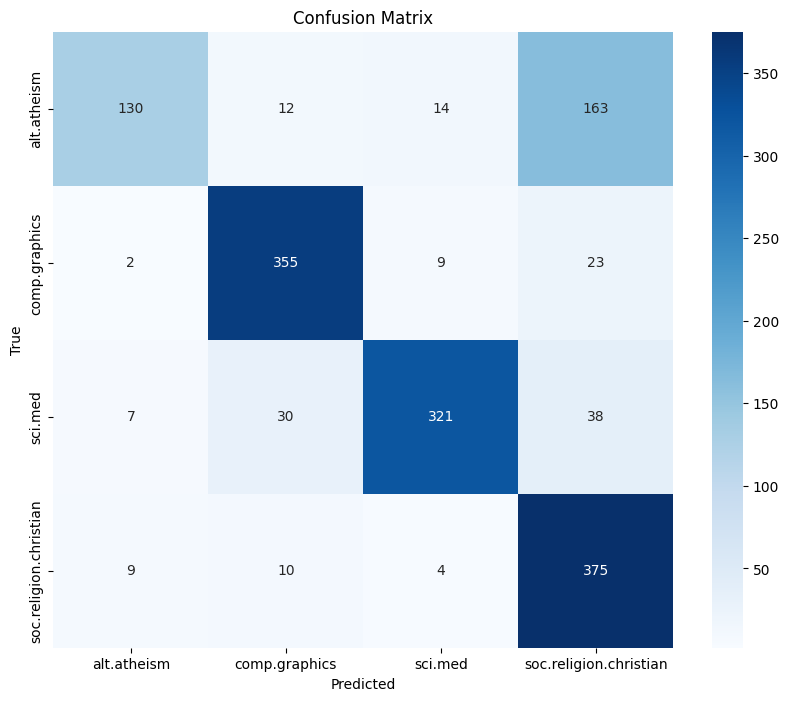 Confusion Matrix
True
alt.atheism
130 12 14 163
comp.graphics
2 355 9 23
sci.med
7 30 321 38
soc.religion.christian
9 10 4 375
alt.atheism comp.graphics sci.med soc.religion.christian
Predicted
350
300
250
200
150
100
50